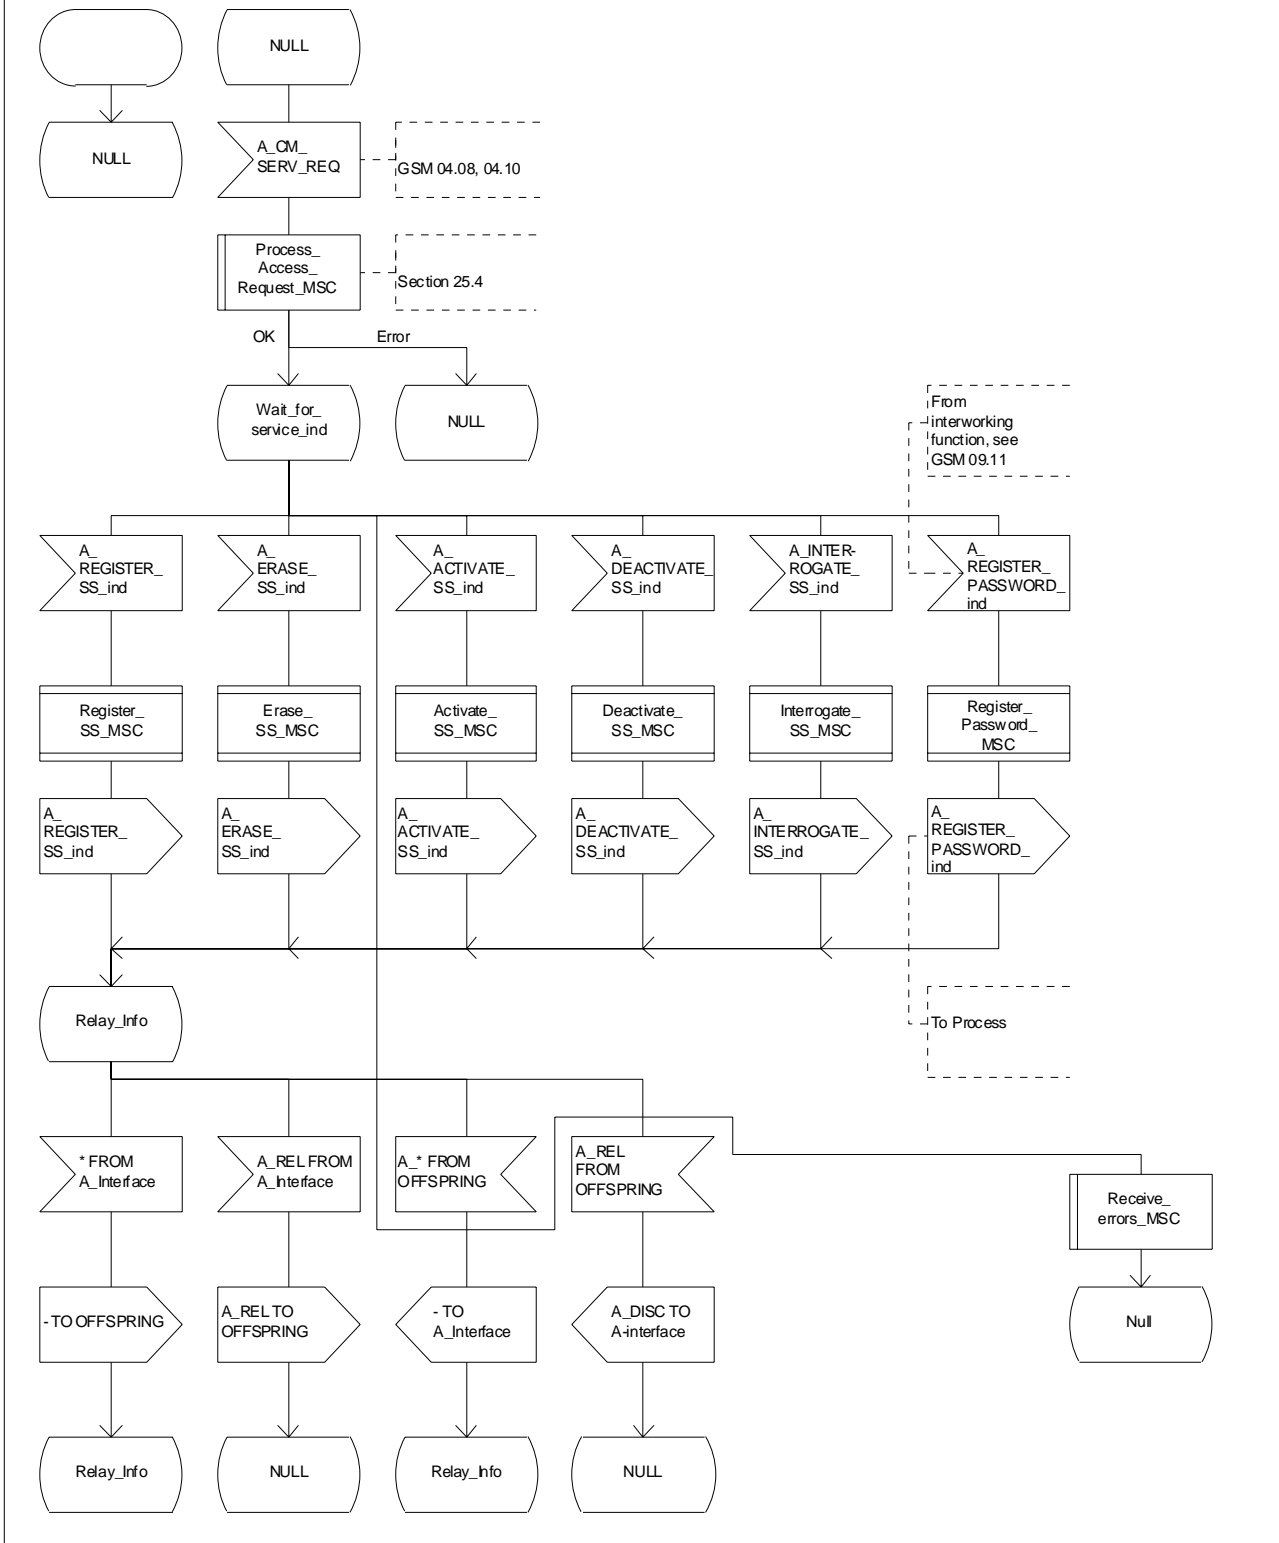 NULL
NULL
A_CM_
SERV_REQ
GSM 04.08, 04.10
Process_
Access_
Request_MSC
Section 25.4
OK
Error
Wait_for_
service_ind
NULL
From
interworking
function, see
GSM 09.11
A_
REGISTER_
SS_ind
A_
ERASE_
SS_ind
A_
ACTIVATE_
SS_ind
A_
DEACTIVATE_
SS_ind
A_INTER-
ROGATE_
SS_ind
A_
REGISTER_
PASSWORD_
ind
Register_
SS_MSC
Erase_
SS_MSC
Activate_
SS_MSC
Deactivate_
SS_MSC
Interrogate_
SS_MSC
Register_
Password_
MSC
A_
REGISTER_
SS_ind
A_
ERASE_
SS_ind
A_
ACTIVATE_
SS_ind
A_
DEACTIVATE_
SS_ind
A_
INTERROGATE_
SS_ind
A_
REGISTER_
PASSWORD_
ind
Relay_Info
To Process
* FROM
A_Interface
A_REL FROM
A_Interface
A_* FROM
OFFSPRING
A_REL
FROM
OFFSPRING
Receive_
errors_MSC
- TO OFFSPRING
A_REL TO
OFFSPRING
- TO
A_Interface
A_DISC TO
A-interface
Null
Relay_Info
NULL
Relay_Info
NULL